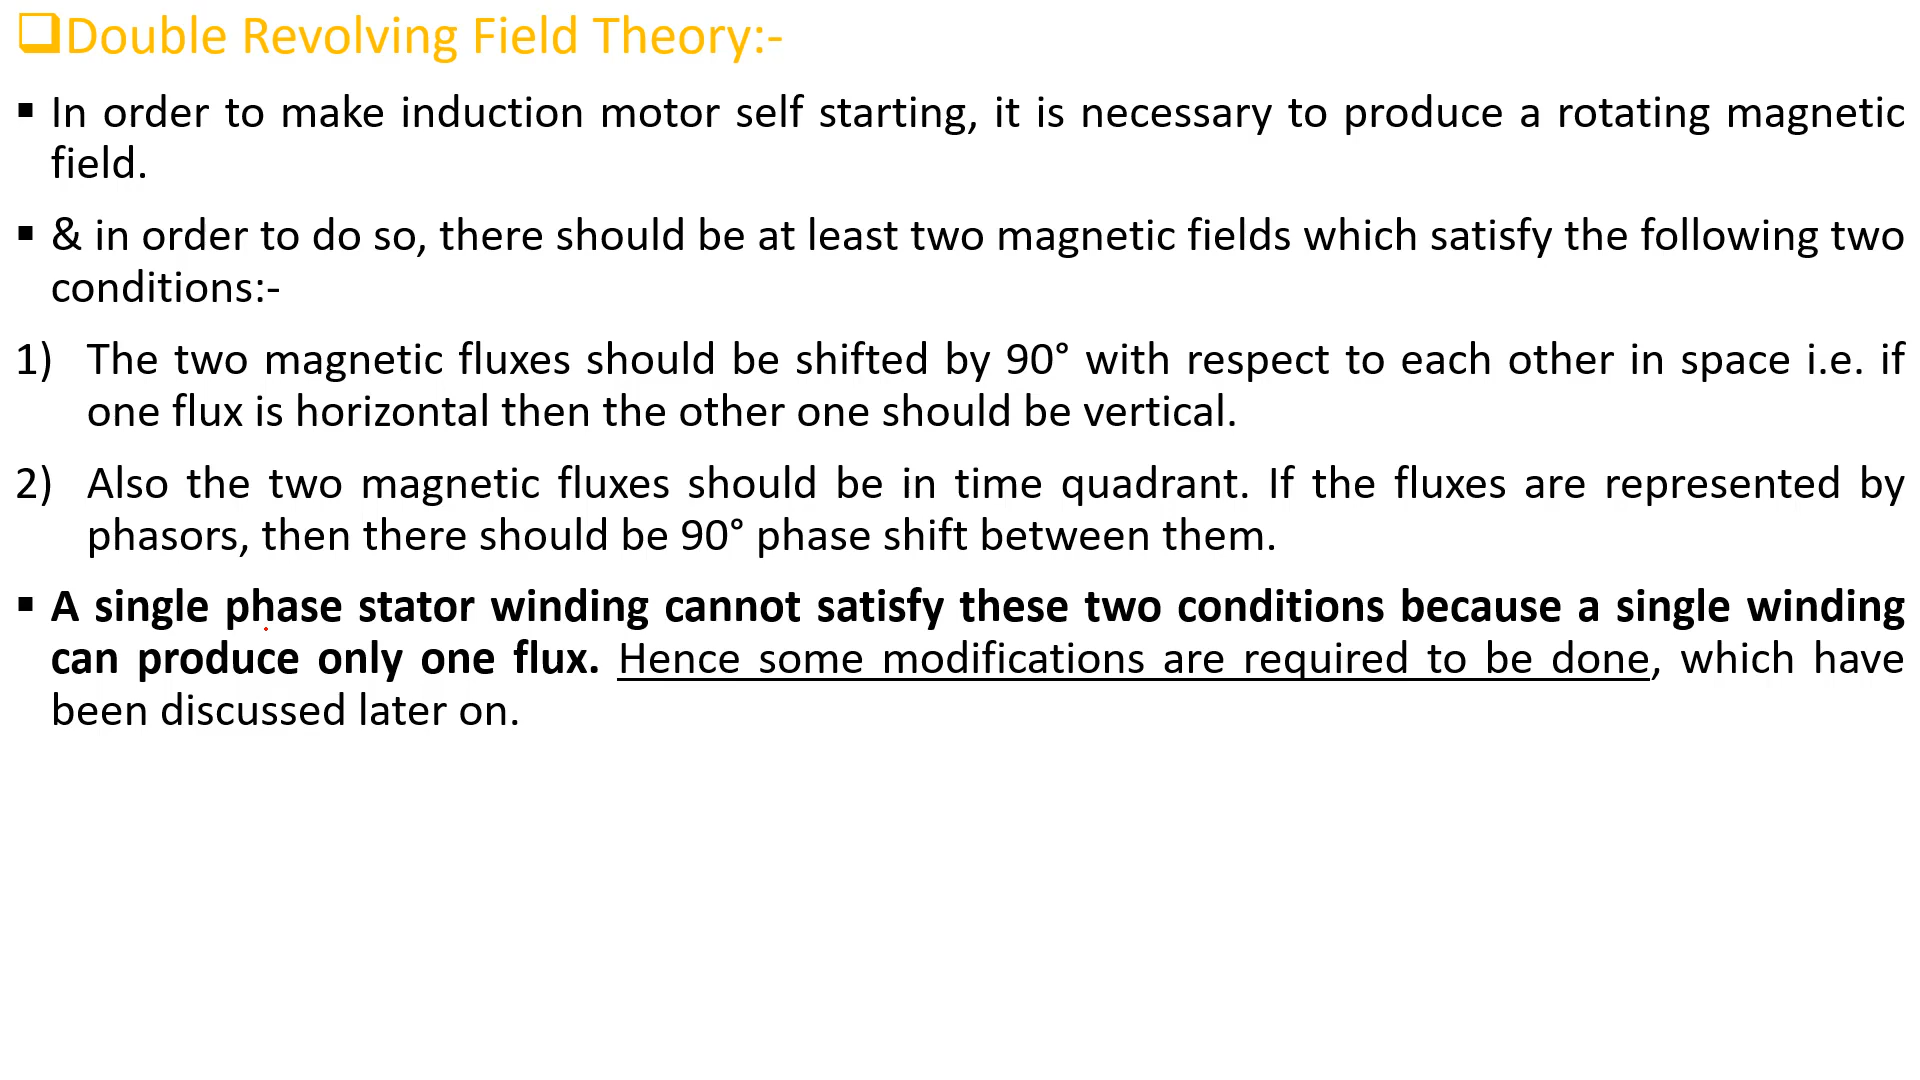 ❑Double Revolving Field Theory:-
▪ In order to make induction motor self starting, it is necessary to produce a rotating magnetic
field.
▪ & in order to do so, there should be at least two magnetic fields which satisfy the following two
conditions:-
1) The two magnetic fluxes should be shifted by 90° with respect to each other in space i.e. if
one flux is horizontal then the other one should be vertical.
2) Also the two magnetic fluxes should be in time quadrant. If the fluxes are represented by
phasors, then there should be 90° phase shift between them.
▪ A single phase stator winding cannot satisfy these two conditions because a single winding
can produce only one flux. Hence some modifications are required to be done, which have
been discussed later on.